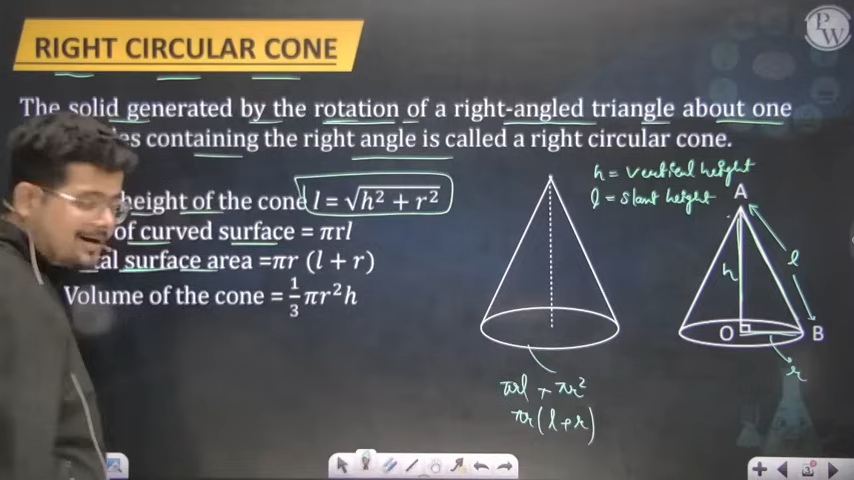 RIGHT CIRCULAR CONE
PW
The solid generated by the rotation of a right-angled triangle about one
containing the right angle is called a right circular cone.
height of the cone l = √(h² + r²)
of curved surface = πrl
surface area =πr (l + r)
Volume of the cone = 1/3 πr²h
h = vertical height
l = slant height
A
l
h
O
B
r
πrl + πr²
πr(l+r)
3